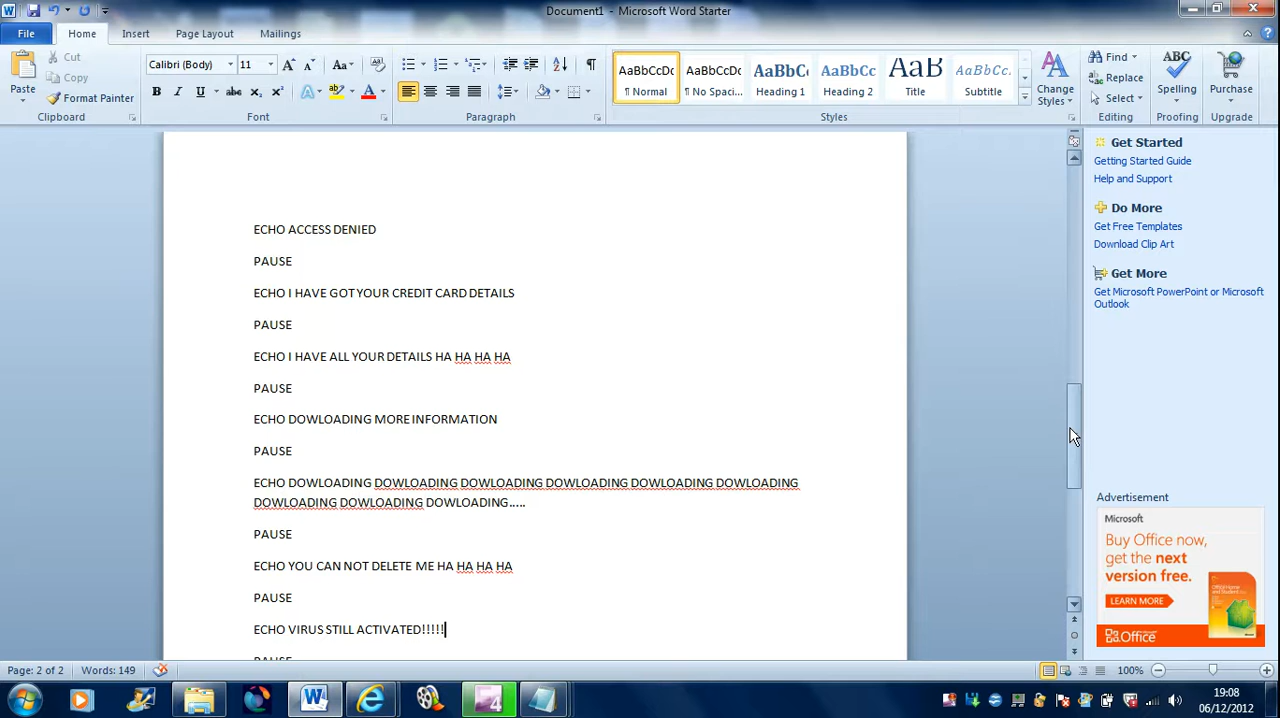 Document1 - Microsoft Word Starter
File Home Insert Page Layout Mailings
Paste
Cut
Copy
Format Painter
Clipboard
Calibri (Body) 11
Font
Paragraph
AaBbCcDc AaBbCcDc AaBbCc AaBbCc AaB AaBbCc.
¶ Normal ¶ No Spaci... Heading 1 Heading 2 Title Subtitle
Styles
Change Styles
Find
Replace
Select
Editing
ABC
Spelling
Proofing
Purchase
Upgrade
ECHO ACCESS DENIED
PAUSE
ECHO I HAVE GOT YOUR CREDIT CARD DETAILS
PAUSE
ECHO I HAVE ALL YOUR DETAILS HA HA HA HA
PAUSE
ECHO DOWLOADING MORE INFORMATION
PAUSE
ECHO DOWLOADING DOWLOADING DOWLOADING DOWLOADING DOWLOADING DOWLOADING
DOWLOADING DOWLOADING DOWLOADING.....
PAUSE
ECHO YOU CAN NOT DELETE ME HA HA HA HA
PAUSE
ECHO VIRUS STILL ACTIVATED!!!!!
PAUSE
Get Started
Getting Started Guide
Help and Support
Do More
Get Free Templates
Download Clip Art
Get More
Get Microsoft PowerPoint or Microsoft
Outlook
Advertisement
Microsoft
Buy Office now,
get the next
version free.
LEARN MORE
Office
Page: 2 of 2 Words: 149
100%
19:08
06/12/2012